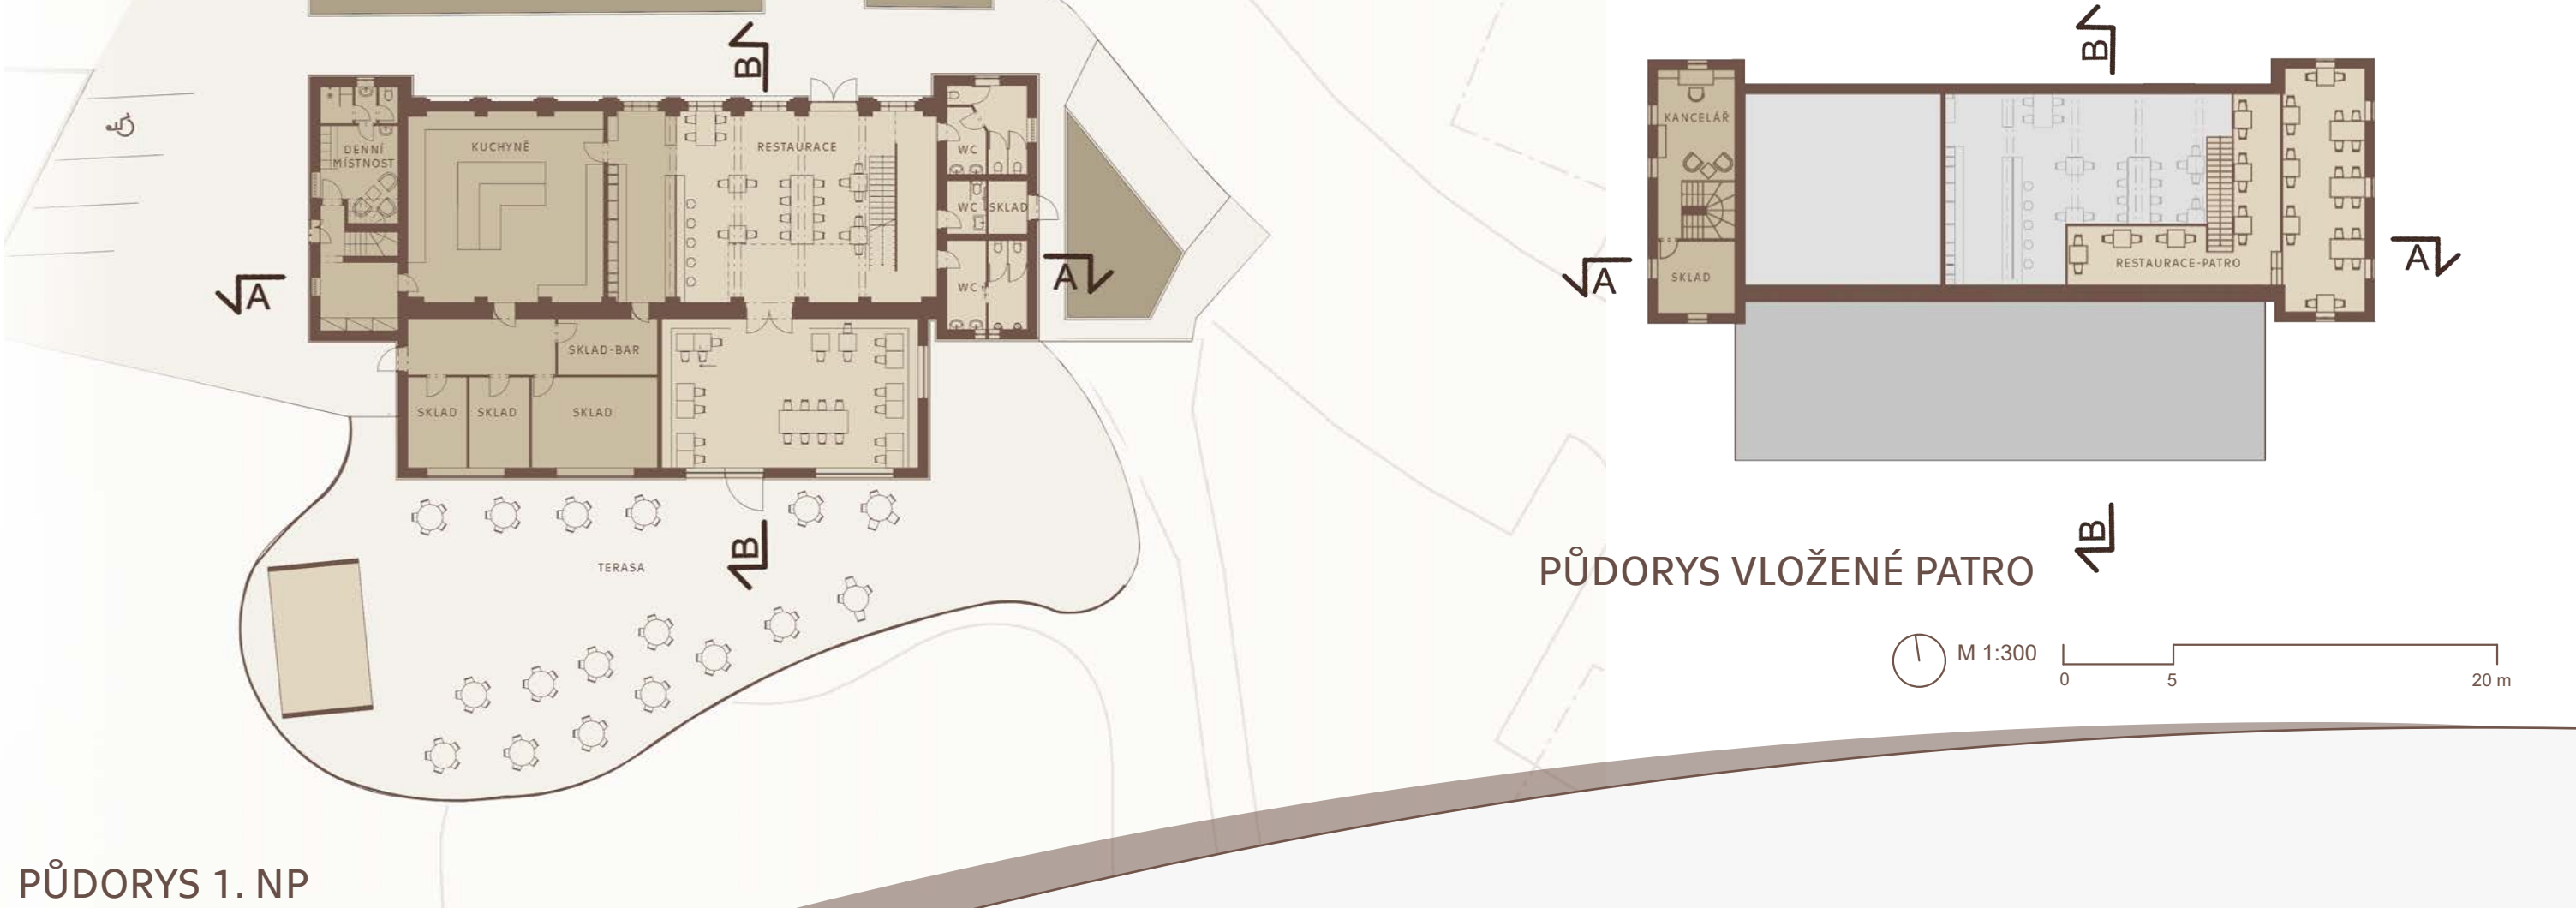 B
DENNÍ
MÍSTNOST
KUCHYNĚ
RESTAURACE
WC
WC
SKLAD
WC
A
A
SKLAD-BAR
SKLAD
SKLAD
SKLAD
TERASA
B
PŮDORYS 1. NP
B
KANCELÁŘ
SKLAD
RESTAURACE-PATRO
A
A
B
PŮDORYS VLOŽENÉ PATRO
M 1:300
0 5 20 m